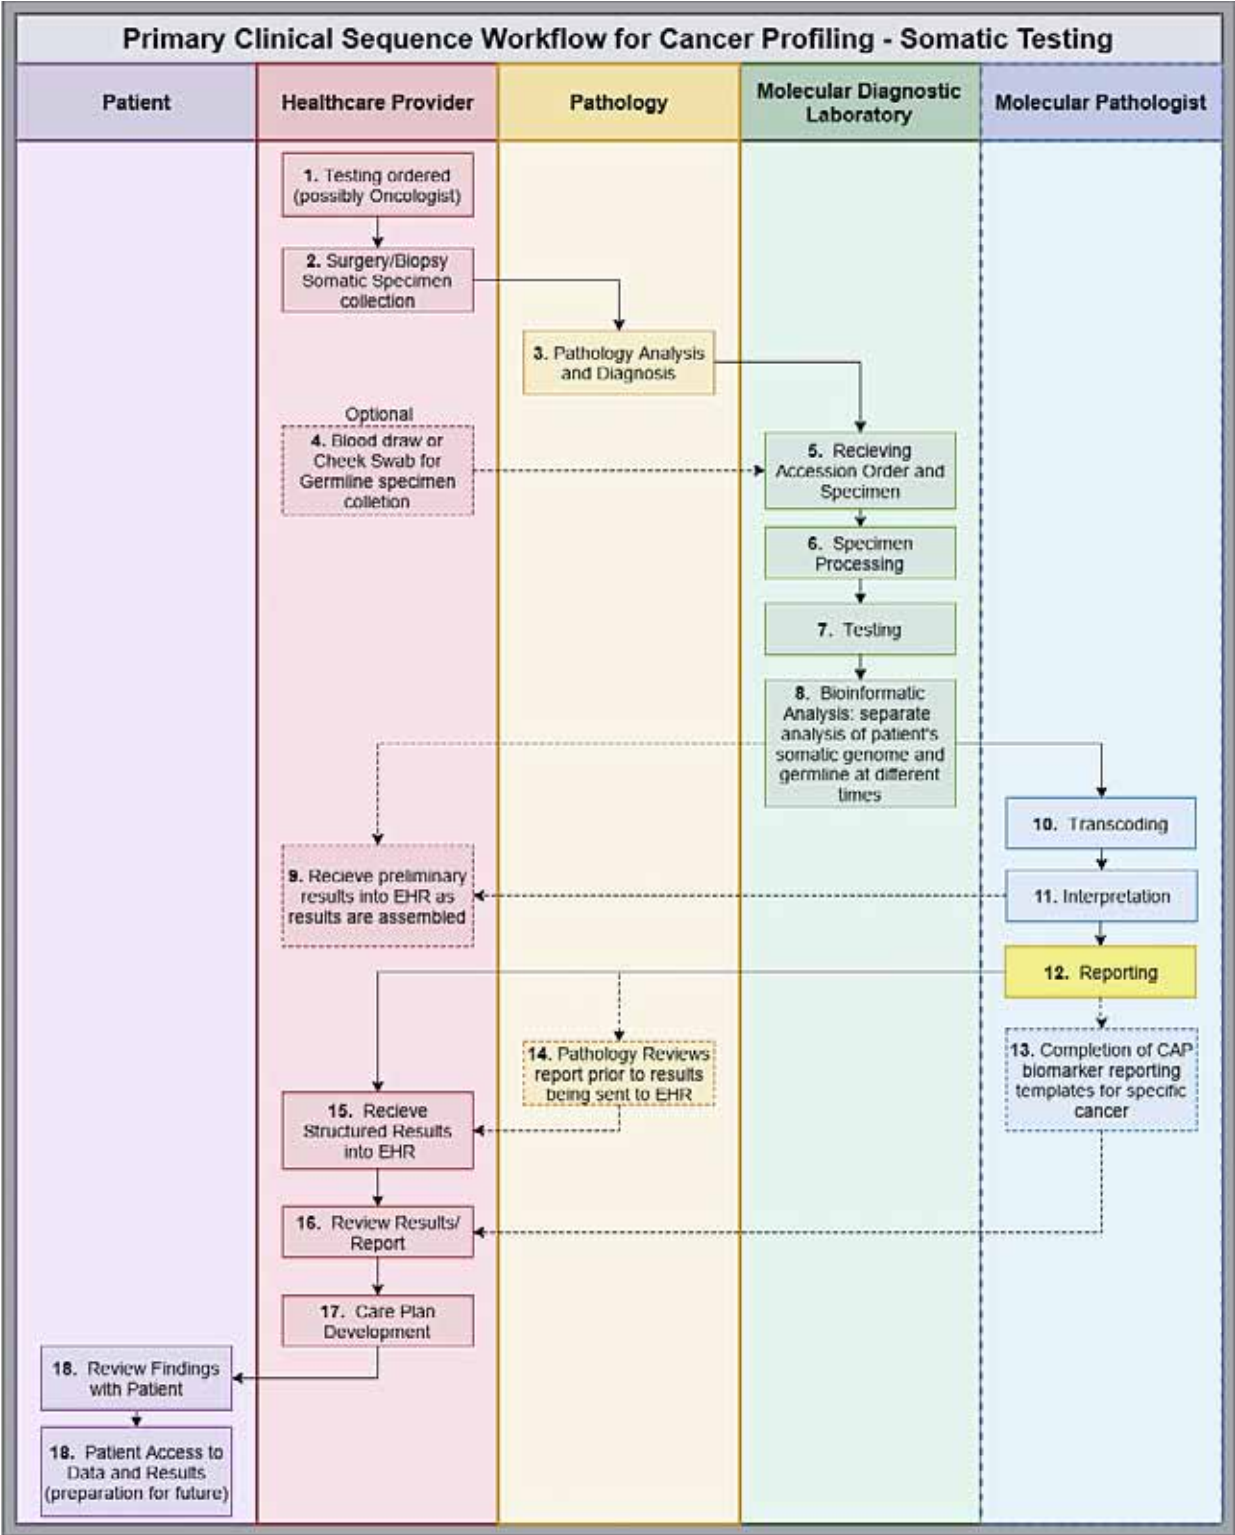 Primary Clinical Sequence Workflow for Cancer Profiling - Somatic Testing
Patient
Healthcare Provider
Pathology
Molecular Diagnostic
Laboratory
Molecular Pathologist
1. Testing ordered
(possibly Oncologist)
2. Surgery/Biopsy
Somatic Specimen
collection
3. Pathology Analysis
and Diagnosis
Optional
4. Blood draw or
Cheek Swab for
Germline specimen
colletion
5. Recieving
Accession Order and
Specimen
6. Specimen
Processing
7. Testing
8. Bioinformatic
Analysis: separate
analysis of patient's
somatic genome and
germline at different
times
10. Transcoding
9. Recieve preliminary
results into EHR as
results are assembled
11. Interpretation
12. Reporting
13. Completion of CAP
biomarker reporting
templates for specific
cancer
14. Pathology Reviews
report prior to results
being sent to EHR
15. Recieve
Structured Results
into EHR
16. Review Results/
Report
17. Care Plan
Development
18. Review Findings
with Patient
18. Patient Access to
Data and Results
(preparation for future)